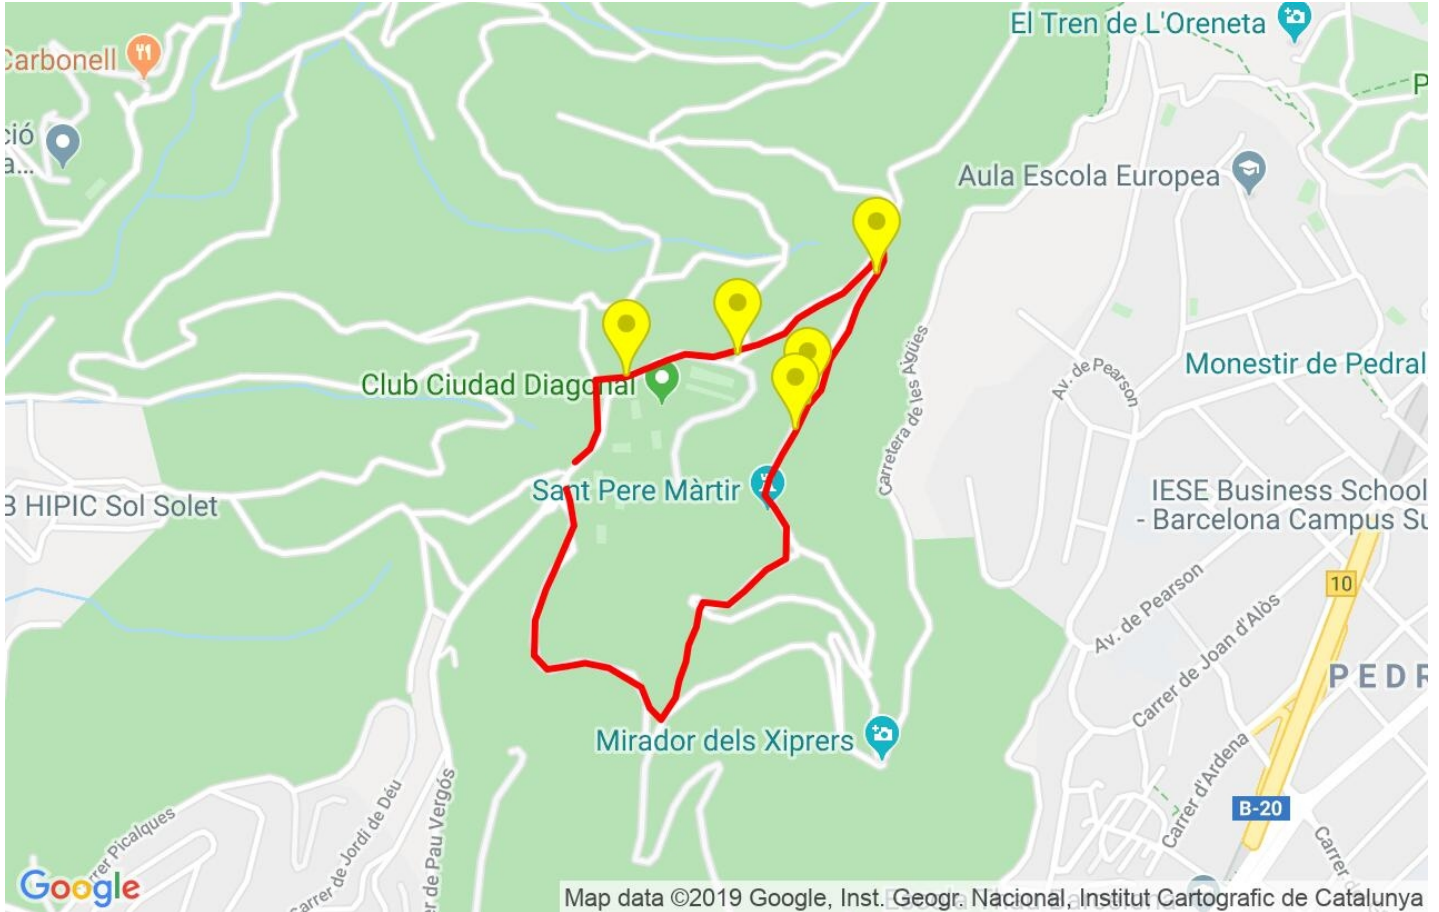 El Tren de L'Oreneta
Carbonell
P
ció
a...
Aula Escola Europea
Carretera de les Aigües
Av. de Pearson
Monestir de Pedral
Club Ciudad Diagonal
B HIPIC Sol Solet
Sant Pere Màrtir
IESE Business School
- Barcelona Campus Su
10
Av. de Pearson
Carrer de Joan d'Alòs
PEDR
Mirador dels Xiprers
Carrer d'Ardena
B-20
rer Picalques
Carrer de Jordi de Déu
er de Pau Vergós
Carrer d
Google
Map data ©2019 Google, Inst. Geogr. Nacional, Institut Cartografic de Catalunya